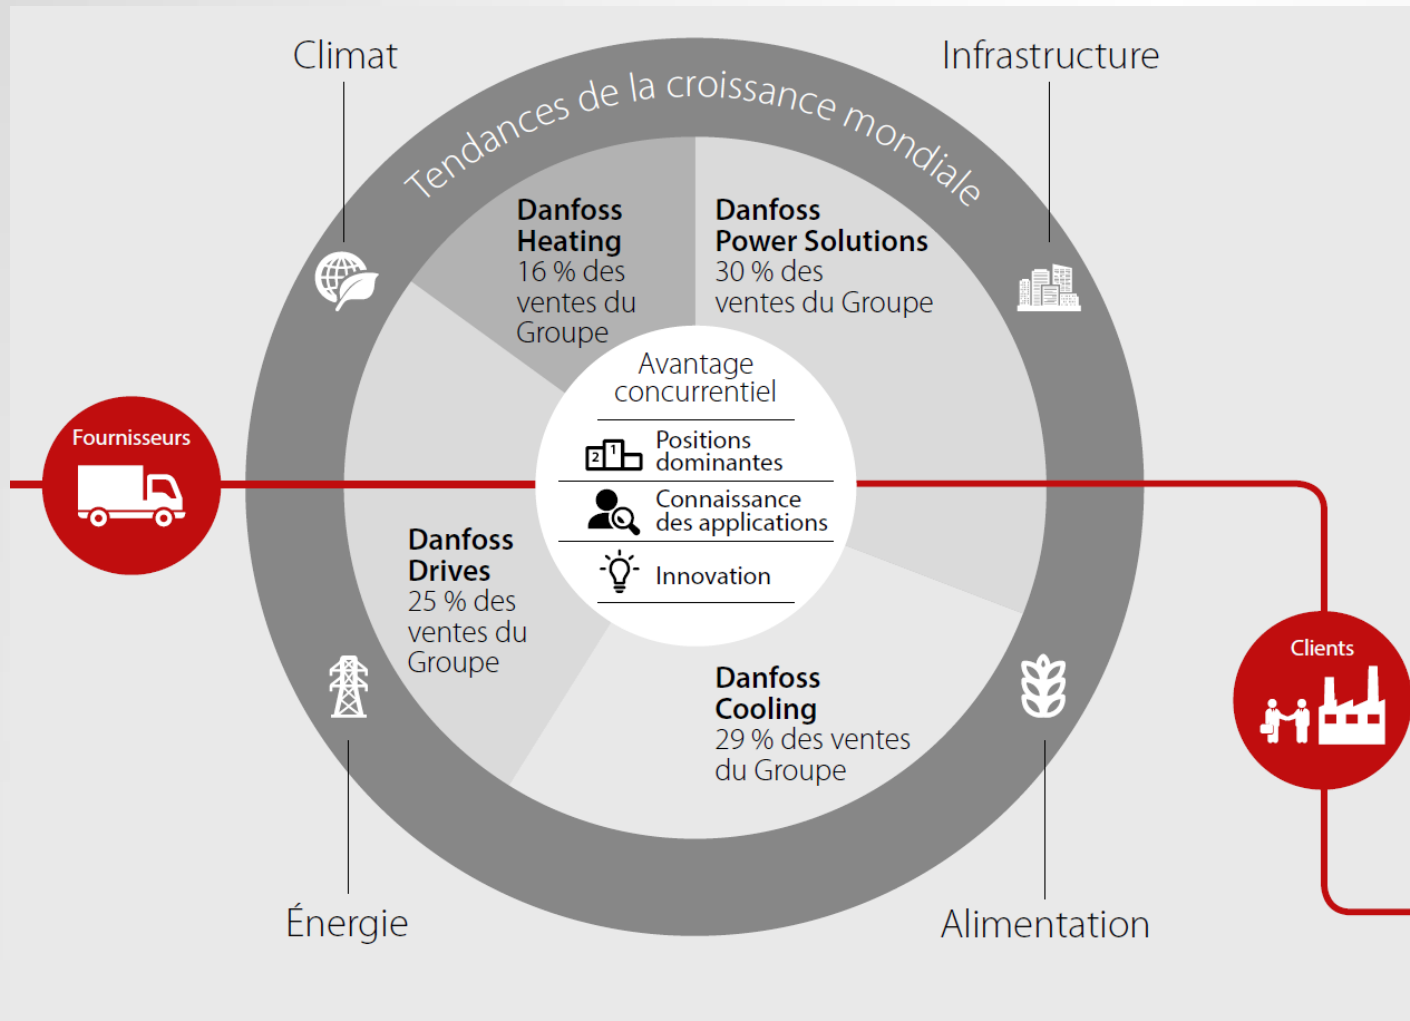 Climat
Infrastructure
Tendances de la croissance mondiale
Danfoss
Heating
16 % des
ventes du
Groupe
Danfoss
Power Solutions
30 % des
ventes du Groupe
Avantage
concurrentiel
2 1
Positions
dominantes
Connaissance
des applications
Innovation
Fournisseurs
Danfoss
Drives
25 % des
ventes du
Groupe
Danfoss
Cooling
29 % des ventes
du Groupe
Clients
Énergie
Alimentation